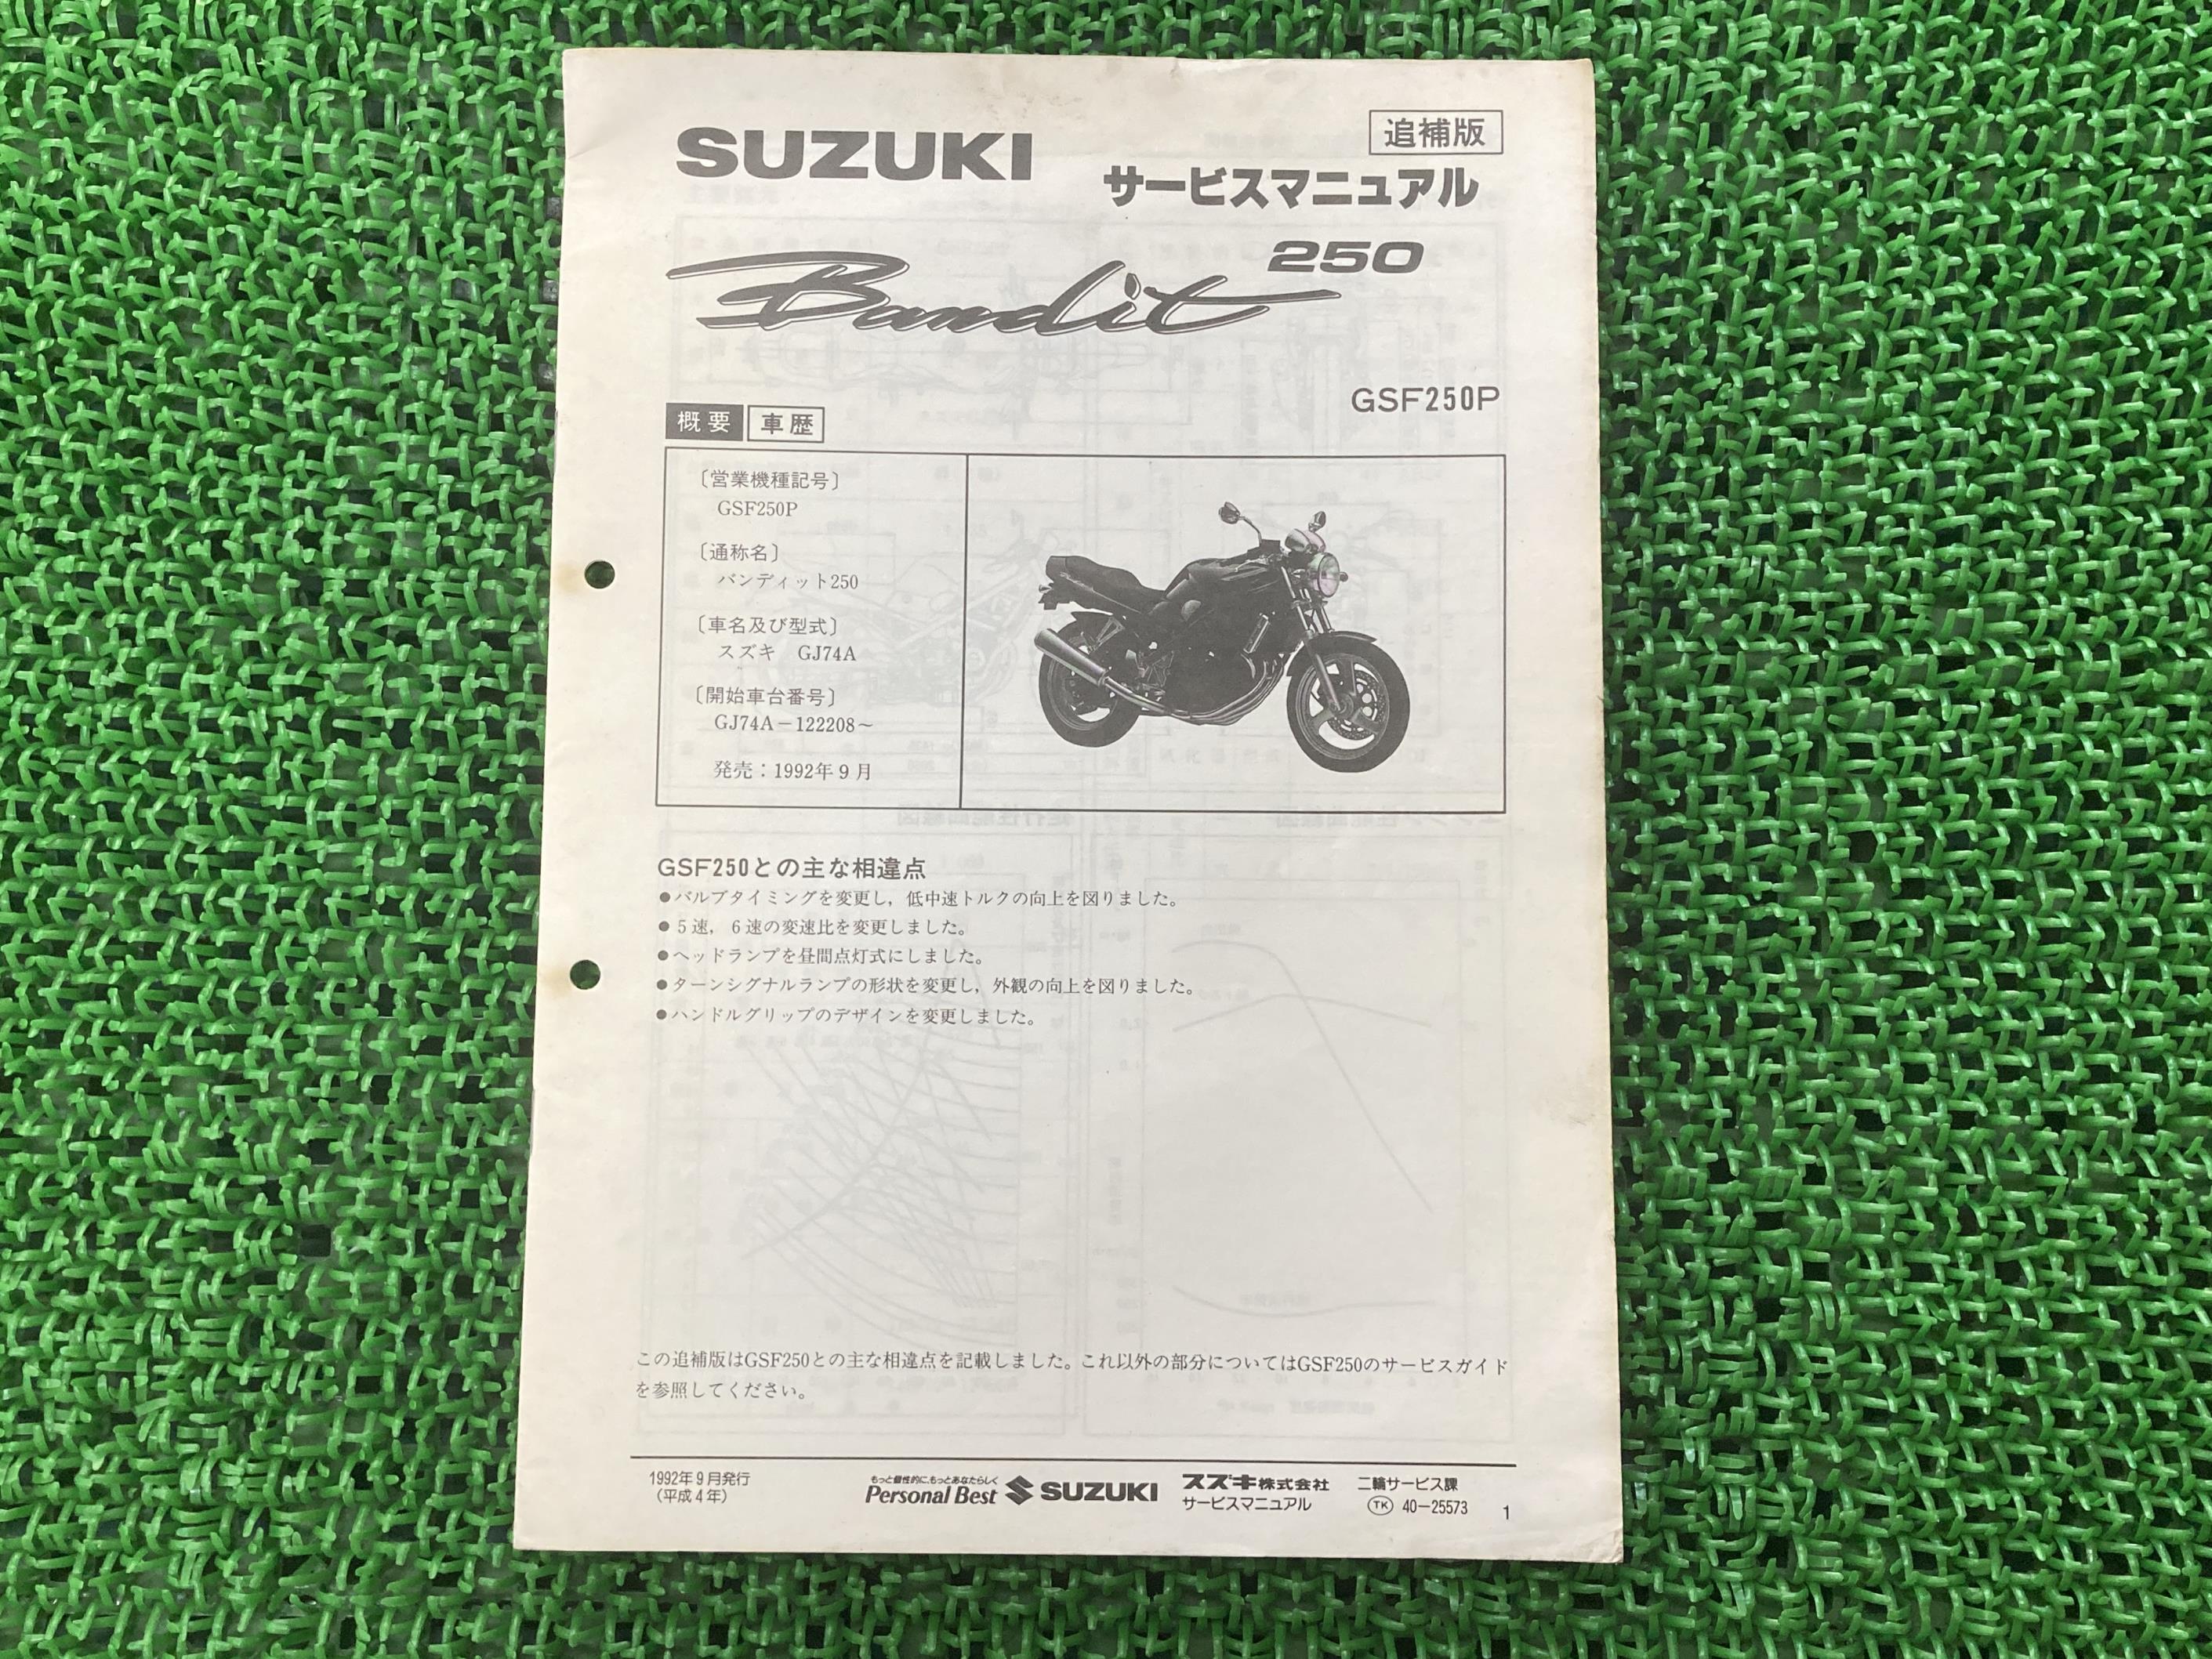 SUZUKI
追補版
サービスマニュアル
Bandit 250
GSF250P
概要 車歴
〔営業機種記号〕
GSF250P
〔通称名〕
バンディット250
〔車名及び型式〕
スズキ GJ74A
〔開始車台番号〕
GJ74A－122208～
発売：1992年9月
GSF250との主な相違点
●バルブタイミングを変更し，低中速トルクの向上を図りました。
●5速，6速の変速比を変更しました。
●ヘッドランプを昼間点灯式にしました。
●ターンシグナルランプの形状を変更し，外観の向上を図りました。
●ハンドルグリップのデザインを変更しました。
この追補版はGSF250との主な相違点を記載しました。これ以外の部分についてはGSF250のサービスガイド
を参照してください。
1992年9月発行
（平成4年）
もっと個性的に、もっとあなたらしく
Personal Best
SUZUKI
スズキ株式会社
サービスマニュアル
二輪サービス課
TK 40－25573
1